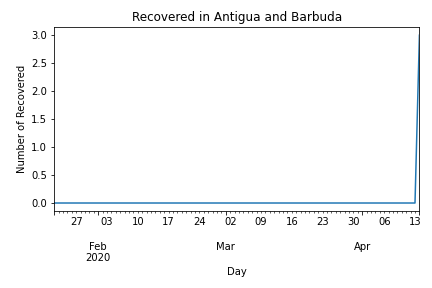 Recovered in Antigua and Barbuda
3.0
2.5
2.0
1.5
1.0
0.5
0.0
Number of Recovered
27 03 10 17 24 02 09 16 23 30 06 13
Feb Mar Apr
2020
Day